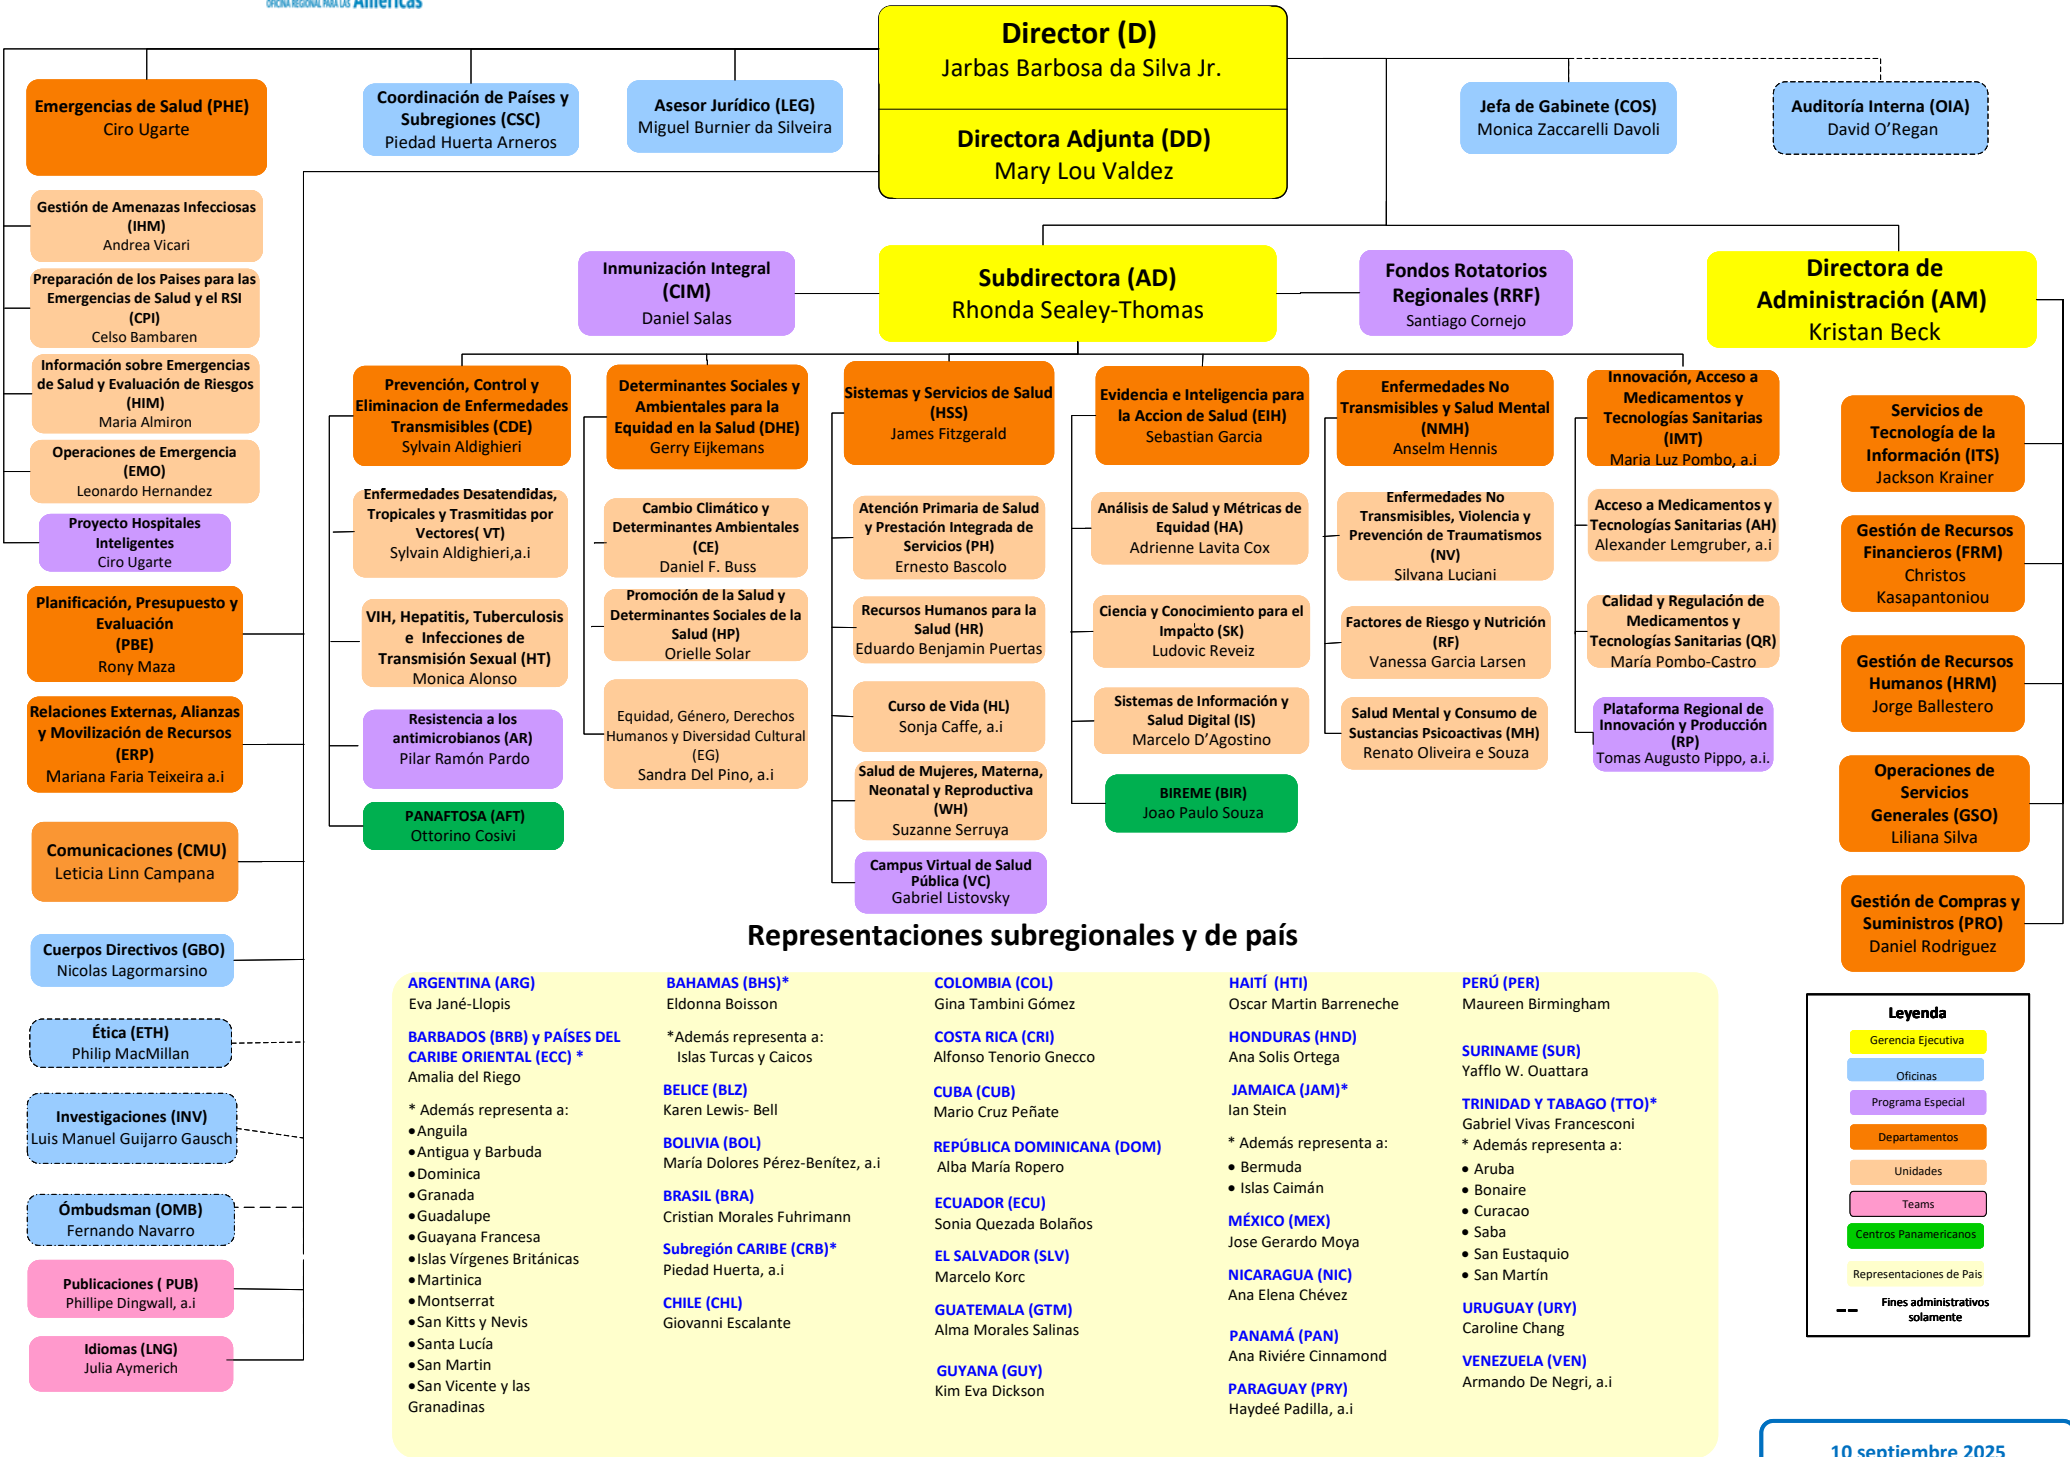 OFICINA REGIONAL PARA LAS Américas
Director (D)
Jarbas Barbosa da Silva Jr.
Directora Adjunta (DD)
Mary Lou Valdez
Emergencias de Salud (PHE)
Ciro Ugarte
Coordinación de Países y
Subregiones (CSC)
Piedad Huerta Arneros
Asesor Jurídico (LEG)
Miguel Burnier da Silveira
Jefa de Gabinete (COS)
Monica Zaccarelli Davoli
Auditoría Interna (OIA)
David O’Regan
Gestión de Amenazas Infecciosas
(IHM)
Andrea Vicari
Preparación de los Paises para las
Emergencias de Salud y el RSI
(CPI)
Celso Bambaren
Información sobre Emergencias
de Salud y Evaluación de Riesgos
(HIM)
Maria Almiron
Operaciones de Emergencia
(EMO)
Leonardo Hernandez
Proyecto Hospitales
Inteligentes
Ciro Ugarte
Planificación, Presupuesto y
Evaluación
(PBE)
Rony Maza
Relaciones Externas, Alianzas
y Movilización de Recursos
(ERP)
Mariana Faria Teixeira a.i
Comunicaciones (CMU)
Leticia Linn Campana
Cuerpos Directivos (GBO)
Nicolas Lagormarsino
Ética (ETH)
Philip MacMillan
Investigaciones (INV)
Luis Manuel Guijarro Gausch
Ómbudsman (OMB)
Fernando Navarro
Publicaciones ( PUB)
Phillipe Dingwall, a.i
Idiomas (LNG)
Julia Aymerich
Inmunización Integral
(CIM)
Daniel Salas
Subdirectora (AD)
Rhonda Sealey-Thomas
Fondos Rotatorios
Regionales (RRF)
Santiago Cornejo
Directora de
Administración (AM)
Kristan Beck
Prevención, Control y
Eliminacion de Enfermedades
Transmisibles (CDE)
Sylvain Aldighieri
Enfermedades Desatendidas,
Tropicales y Trasmitidas por
Vectores( VT)
Sylvain Aldighieri,a.i
VIH, Hepatitis, Tuberculosis
e Infecciones de
Transmisión Sexual (HT)
Monica Alonso
Resistencia a los
antimicrobianos (AR)
Pilar Ramón Pardo
PANAFTOSA (AFT)
Ottorino Cosivi
Determinantes Sociales y
Ambientales para la
Equidad en la Salud (DHE)
Gerry Eijkemans
Cambio Climático y
Determinantes Ambientales
(CE)
Daniel F. Buss
Promoción de la Salud y
Determinantes Sociales de la
Salud (HP)
Orielle Solar
Equidad, Género, Derechos
Humanos y Diversidad Cultural
(EG)
Sandra Del Pino, a.i
Sistemas y Servicios de Salud
(HSS)
James Fitzgerald
Atención Primaria de Salud
y Prestación Integrada de
Servicios (PH)
Ernesto Bascolo
Recursos Humanos para la
Salud (HR)
Eduardo Benjamin Puertas
Curso de Vida (HL)
Sonja Caffe, a.i
Salud de Mujeres, Materna,
Neonatal y Reproductiva
(WH)
Suzanne Serruya
Campus Virtual de Salud
Pública (VC)
Gabriel Listovsky
Evidencia e Inteligencia para
la Accion de Salud (EIH)
Sebastian Garcia
Análisis de Salud y Métricas de
Equidad (HA)
Adrienne Lavita Cox
Ciencia y Conocimiento para el
Impacto (SK)
Ludovic Reveiz
Sistemas de Información y
Salud Digital (IS)
Marcelo D’Agostino
BIREME (BIR)
Joao Paulo Souza
Enfermedades No
Transmisibles y Salud Mental
(NMH)
Anselm Hennis
Enfermedades No
Transmisibles, Violencia y
Prevención de Traumatismos
(NV)
Silvana Luciani
Factores de Riesgo y Nutrición
(RF)
Vanessa Garcia Larsen
Salud Mental y Consumo de
Sustancias Psicoactivas (MH)
Renato Oliveira e Souza
Innovación, Acceso a
Medicamentos y
Tecnologías Sanitarias
(IMT)
Maria Luz Pombo, a.i
Acceso a Medicamentos y
Tecnologías Sanitarias (AH)
Alexander Lemgruber, a.i
Calidad y Regulación de
Medicamentos y
Tecnologías Sanitarias (QR)
María Pombo-Castro
Plataforma Regional de
Innovación y Producción
(RP)
Tomas Augusto Pippo, a.i.
Servicios de
Tecnología de la
Información (ITS)
Jackson Krainer
Gestión de Recursos
Financieros (FRM)
Christos
Kasapantoniou
Gestión de Recursos
Humanos (HRM)
Jorge Ballestero
Operaciones de
Servicios
Generales (GSO)
Liliana Silva
Gestión de Compras y
Suministros (PRO)
Daniel Rodriguez
Representaciones subregionales y de país
ARGENTINA (ARG)
Eva Jané-Llopis
BARBADOS (BRB) y PAÍSES DEL
CARIBE ORIENTAL (ECC) *
Amalia del Riego
* Además representa a:
•Anguila
•Antigua y Barbuda
•Dominica
•Granada
•Guadalupe
•Guayana Francesa
•Islas Vírgenes Británicas
•Martinica
•Montserrat
•San Kitts y Nevis
•Santa Lucía
•San Martin
•San Vicente y las
Granadinas
BAHAMAS (BHS)*
Eldonna Boisson
*Además representa a:
Islas Turcas y Caicos
BELICE (BLZ)
Karen Lewis- Bell
BOLIVIA (BOL)
María Dolores Pérez-Benítez, a.i
BRASIL (BRA)
Cristian Morales Fuhrimann
Subregión CARIBE (CRB)*
Piedad Huerta, a.i
CHILE (CHL)
Giovanni Escalante
COLOMBIA (COL)
Gina Tambini Gómez
COSTA RICA (CRI)
Alfonso Tenorio Gnecco
CUBA (CUB)
Mario Cruz Peñate
REPÚBLICA DOMINICANA (DOM)
Alba María Ropero
ECUADOR (ECU)
Sonia Quezada Bolaños
EL SALVADOR (SLV)
Marcelo Korc
GUATEMALA (GTM)
Alma Morales Salinas
GUYANA (GUY)
Kim Eva Dickson
HAITÍ (HTI)
Oscar Martin Barreneche
HONDURAS (HND)
Ana Solis Ortega
JAMAICA (JAM)*
Ian Stein
* Además representa a:
• Bermuda
• Islas Caimán
MÉXICO (MEX)
Jose Gerardo Moya
NICARAGUA (NIC)
Ana Elena Chévez
PANAMÁ (PAN)
Ana Riviére Cinnamond
PARAGUAY (PRY)
Haydeé Padilla, a.i
PERÚ (PER)
Maureen Birmingham
SURINAME (SUR)
Yafflo W. Ouattara
TRINIDAD Y TABAGO (TTO)*
Gabriel Vivas Francesconi
* Además representa a:
• Aruba
• Bonaire
• Curacao
• Saba
• San Eustaquio
• San Martín
URUGUAY (URY)
Caroline Chang
VENEZUELA (VEN)
Armando De Negri, a.i
Leyenda
Gerencia Ejecutiva
Oficinas
Programa Especial
Departamentos
Unidades
Teams
Centros Panamericanos
Representaciones de Pais
Fines administrativos
solamente
10 septiembre 2025